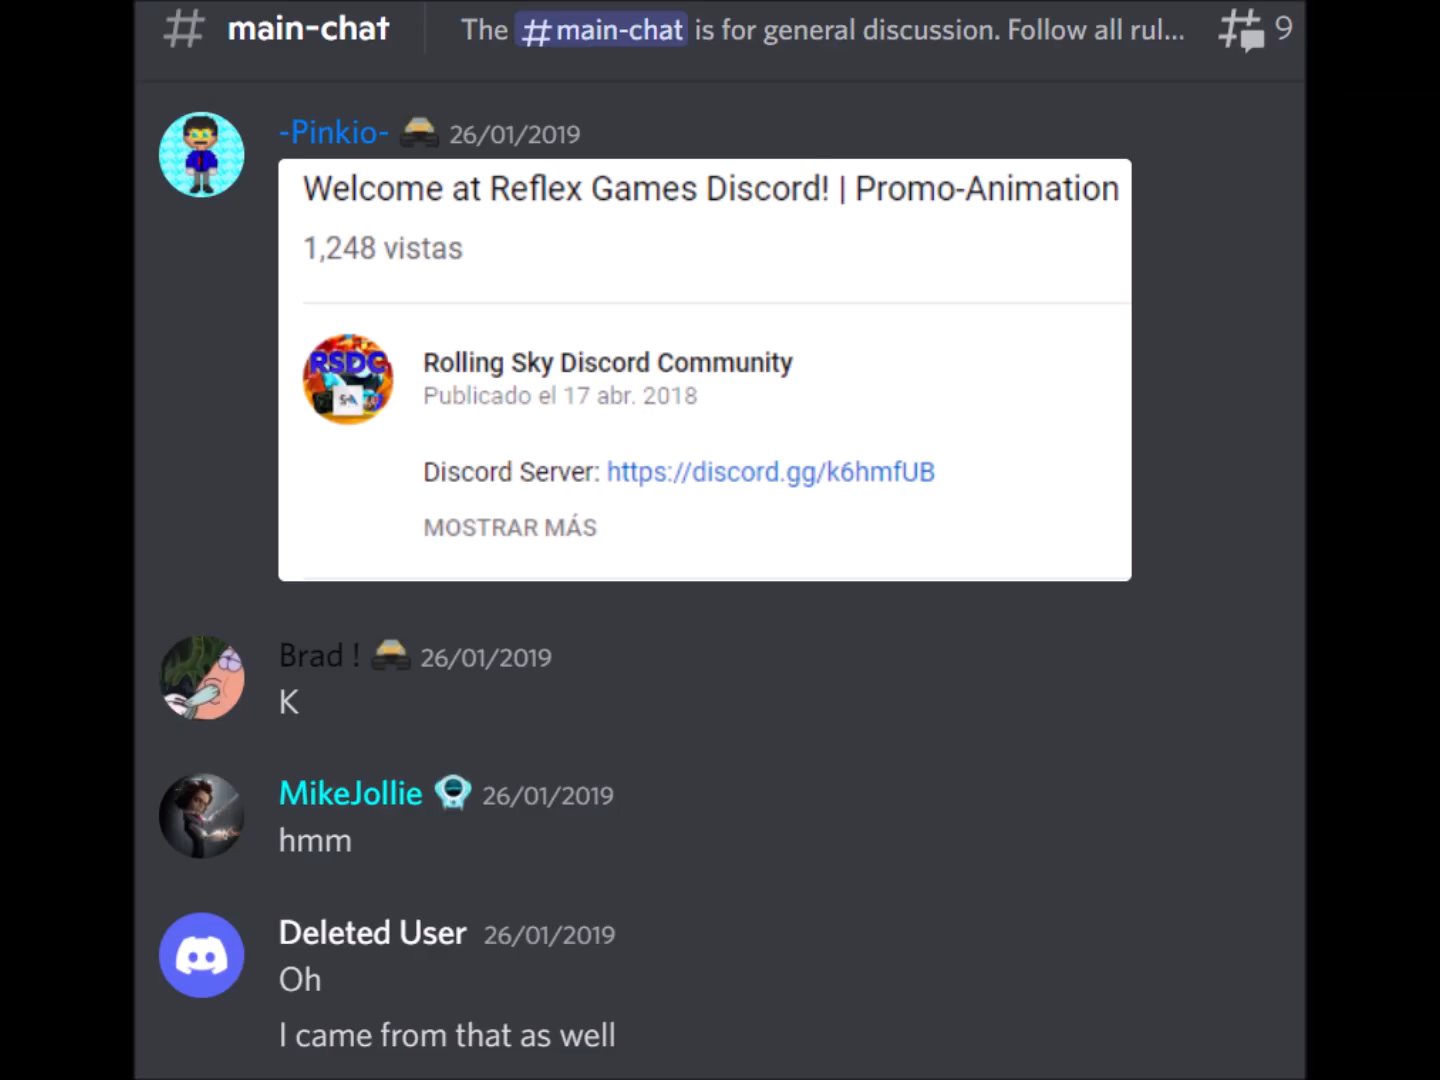 main-chat The #main-chat is for general discussion. Follow all rul... 9
-Pinkio- 26/01/2019
Welcome at Reflex Games Discord! | Promo-Animation
1,248 vistas
RSDC
Rolling Sky Discord Community
Publicado el 17 abr. 2018
Discord Server: https://discord.gg/k6hmfUB
MOSTRAR MÁS
Brad ! 26/01/2019
K
MikeJollie 26/01/2019
hmm
Deleted User 26/01/2019
Oh
I came from that as well